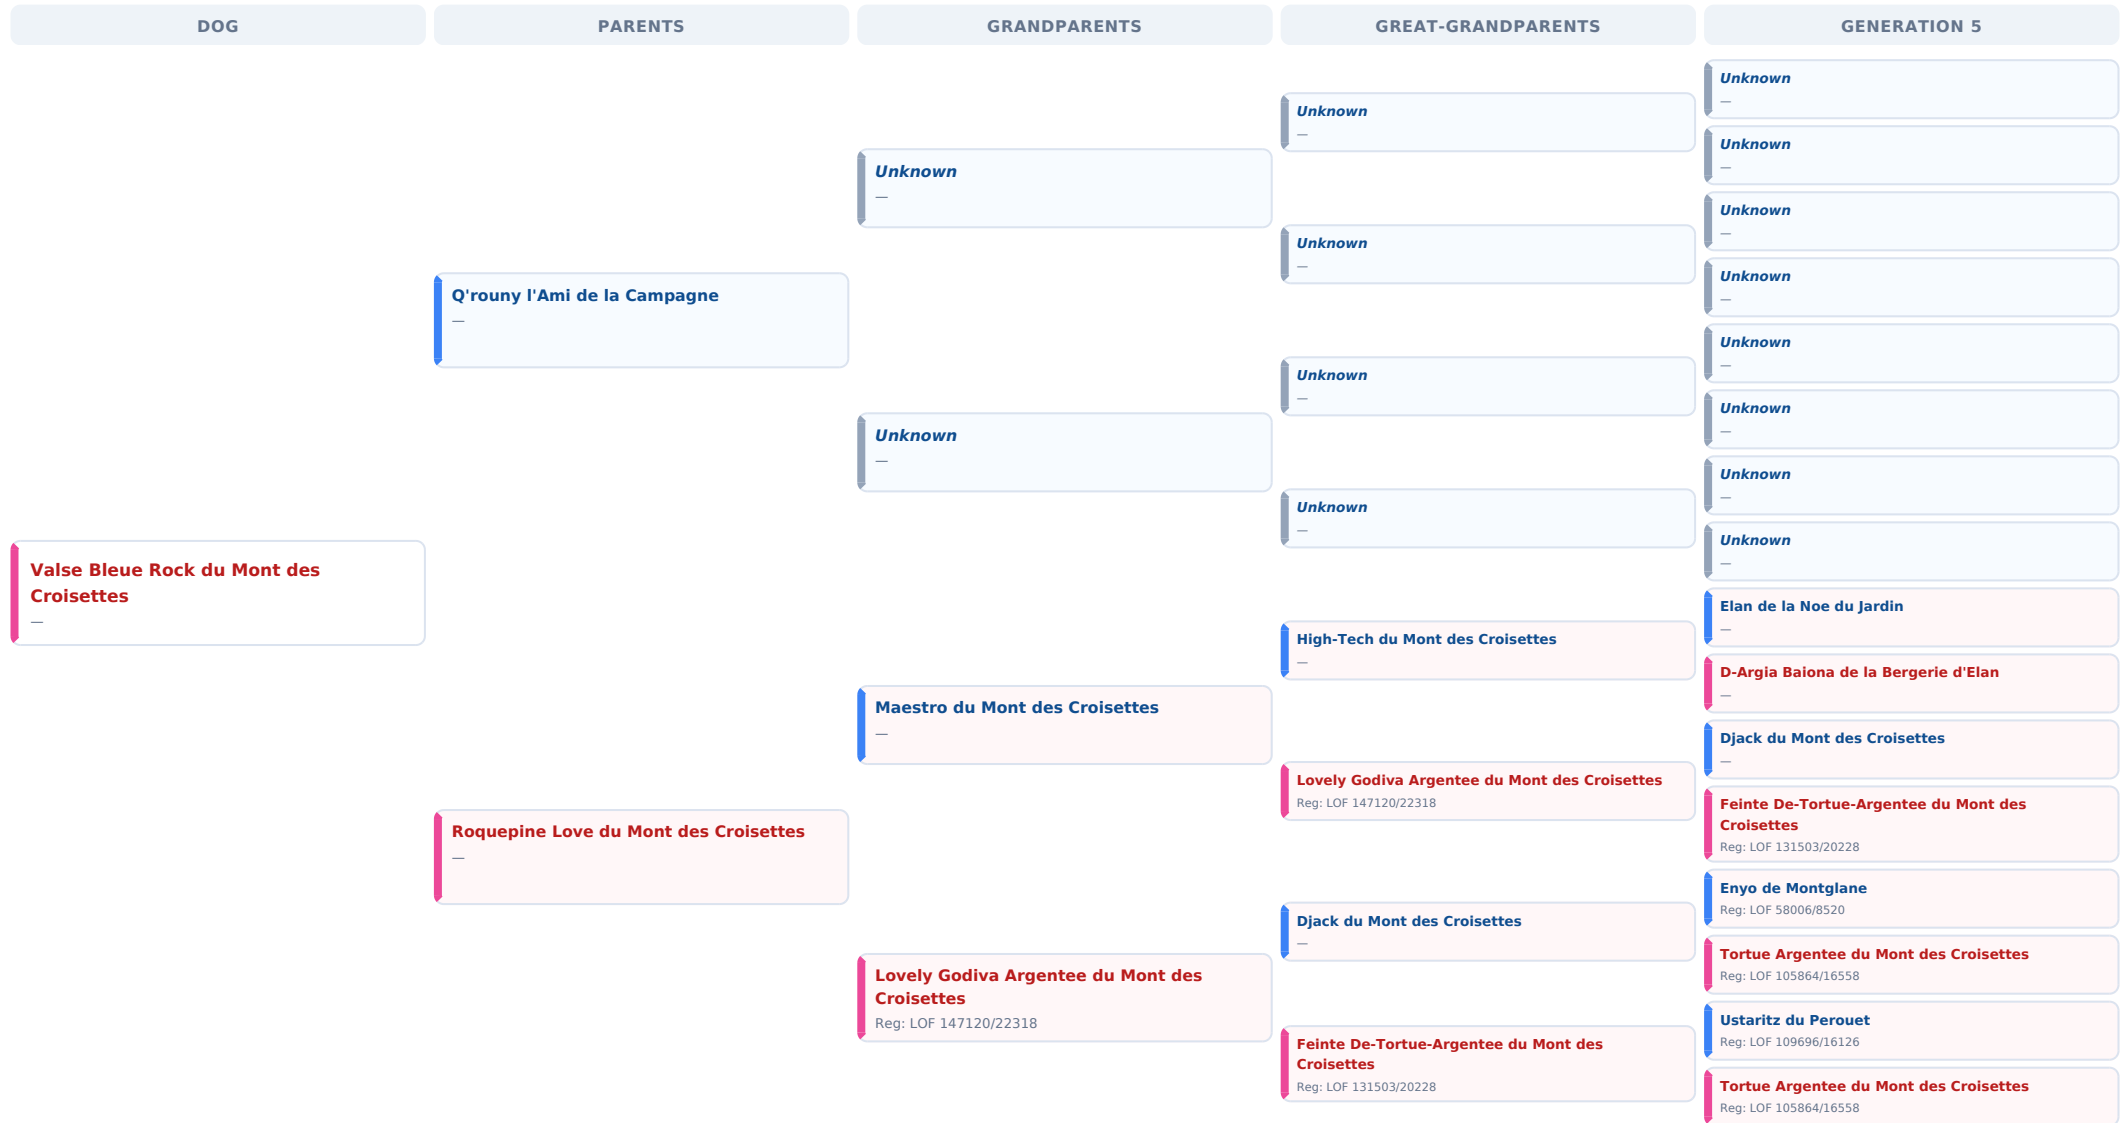 DOG
PARENTS
GRANDPARENTS
GREAT-GRANDPARENTS
GENERATION 5
Valse Bleue Rock du Mont des
Croisettes
—
Q'rouny l'Ami de la Campagne
—
Roquepine Love du Mont des Croisettes
—
Unknown
—
Unknown
—
Maestro du Mont des Croisettes
—
Lovely Godiva Argentee du Mont des
Croisettes
Reg: LOF 147120/22318
Unknown
—
Unknown
—
Unknown
—
Unknown
—
High-Tech du Mont des Croisettes
—
Lovely Godiva Argentee du Mont des Croisettes
Reg: LOF 147120/22318
Djack du Mont des Croisettes
—
Feinte De-Tortue-Argentee du Mont des
Croisettes
Reg: LOF 131503/20228
Unknown
—
Unknown
—
Unknown
—
Unknown
—
Unknown
—
Unknown
—
Unknown
—
Unknown
—
Elan de la Noe du Jardin
—
D-Argia Baiona de la Bergerie d'Elan
—
Djack du Mont des Croisettes
—
Feinte De-Tortue-Argentee du Mont des
Croisettes
Reg: LOF 131503/20228
Enyo de Montglane
Reg: LOF 58006/8520
Tortue Argentee du Mont des Croisettes
Reg: LOF 105864/16558
Ustaritz du Perouet
Reg: LOF 109696/16126
Tortue Argentee du Mont des Croisettes
Reg: LOF 105864/16558